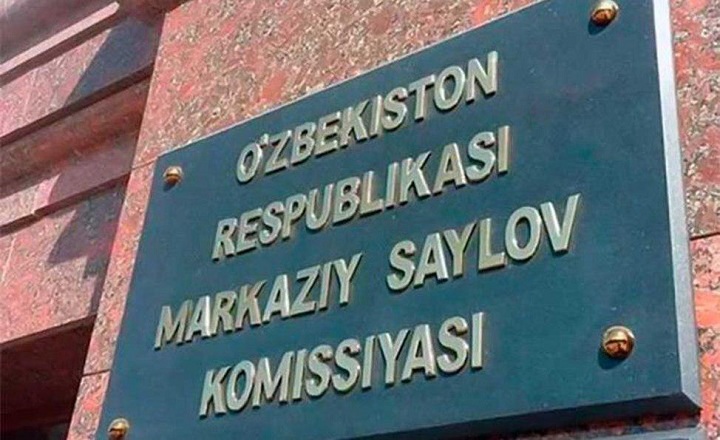 O'ZBEKISTON
RESPUBLIKASI
MARKAZIY SAYLOV
KOMISSIYASI